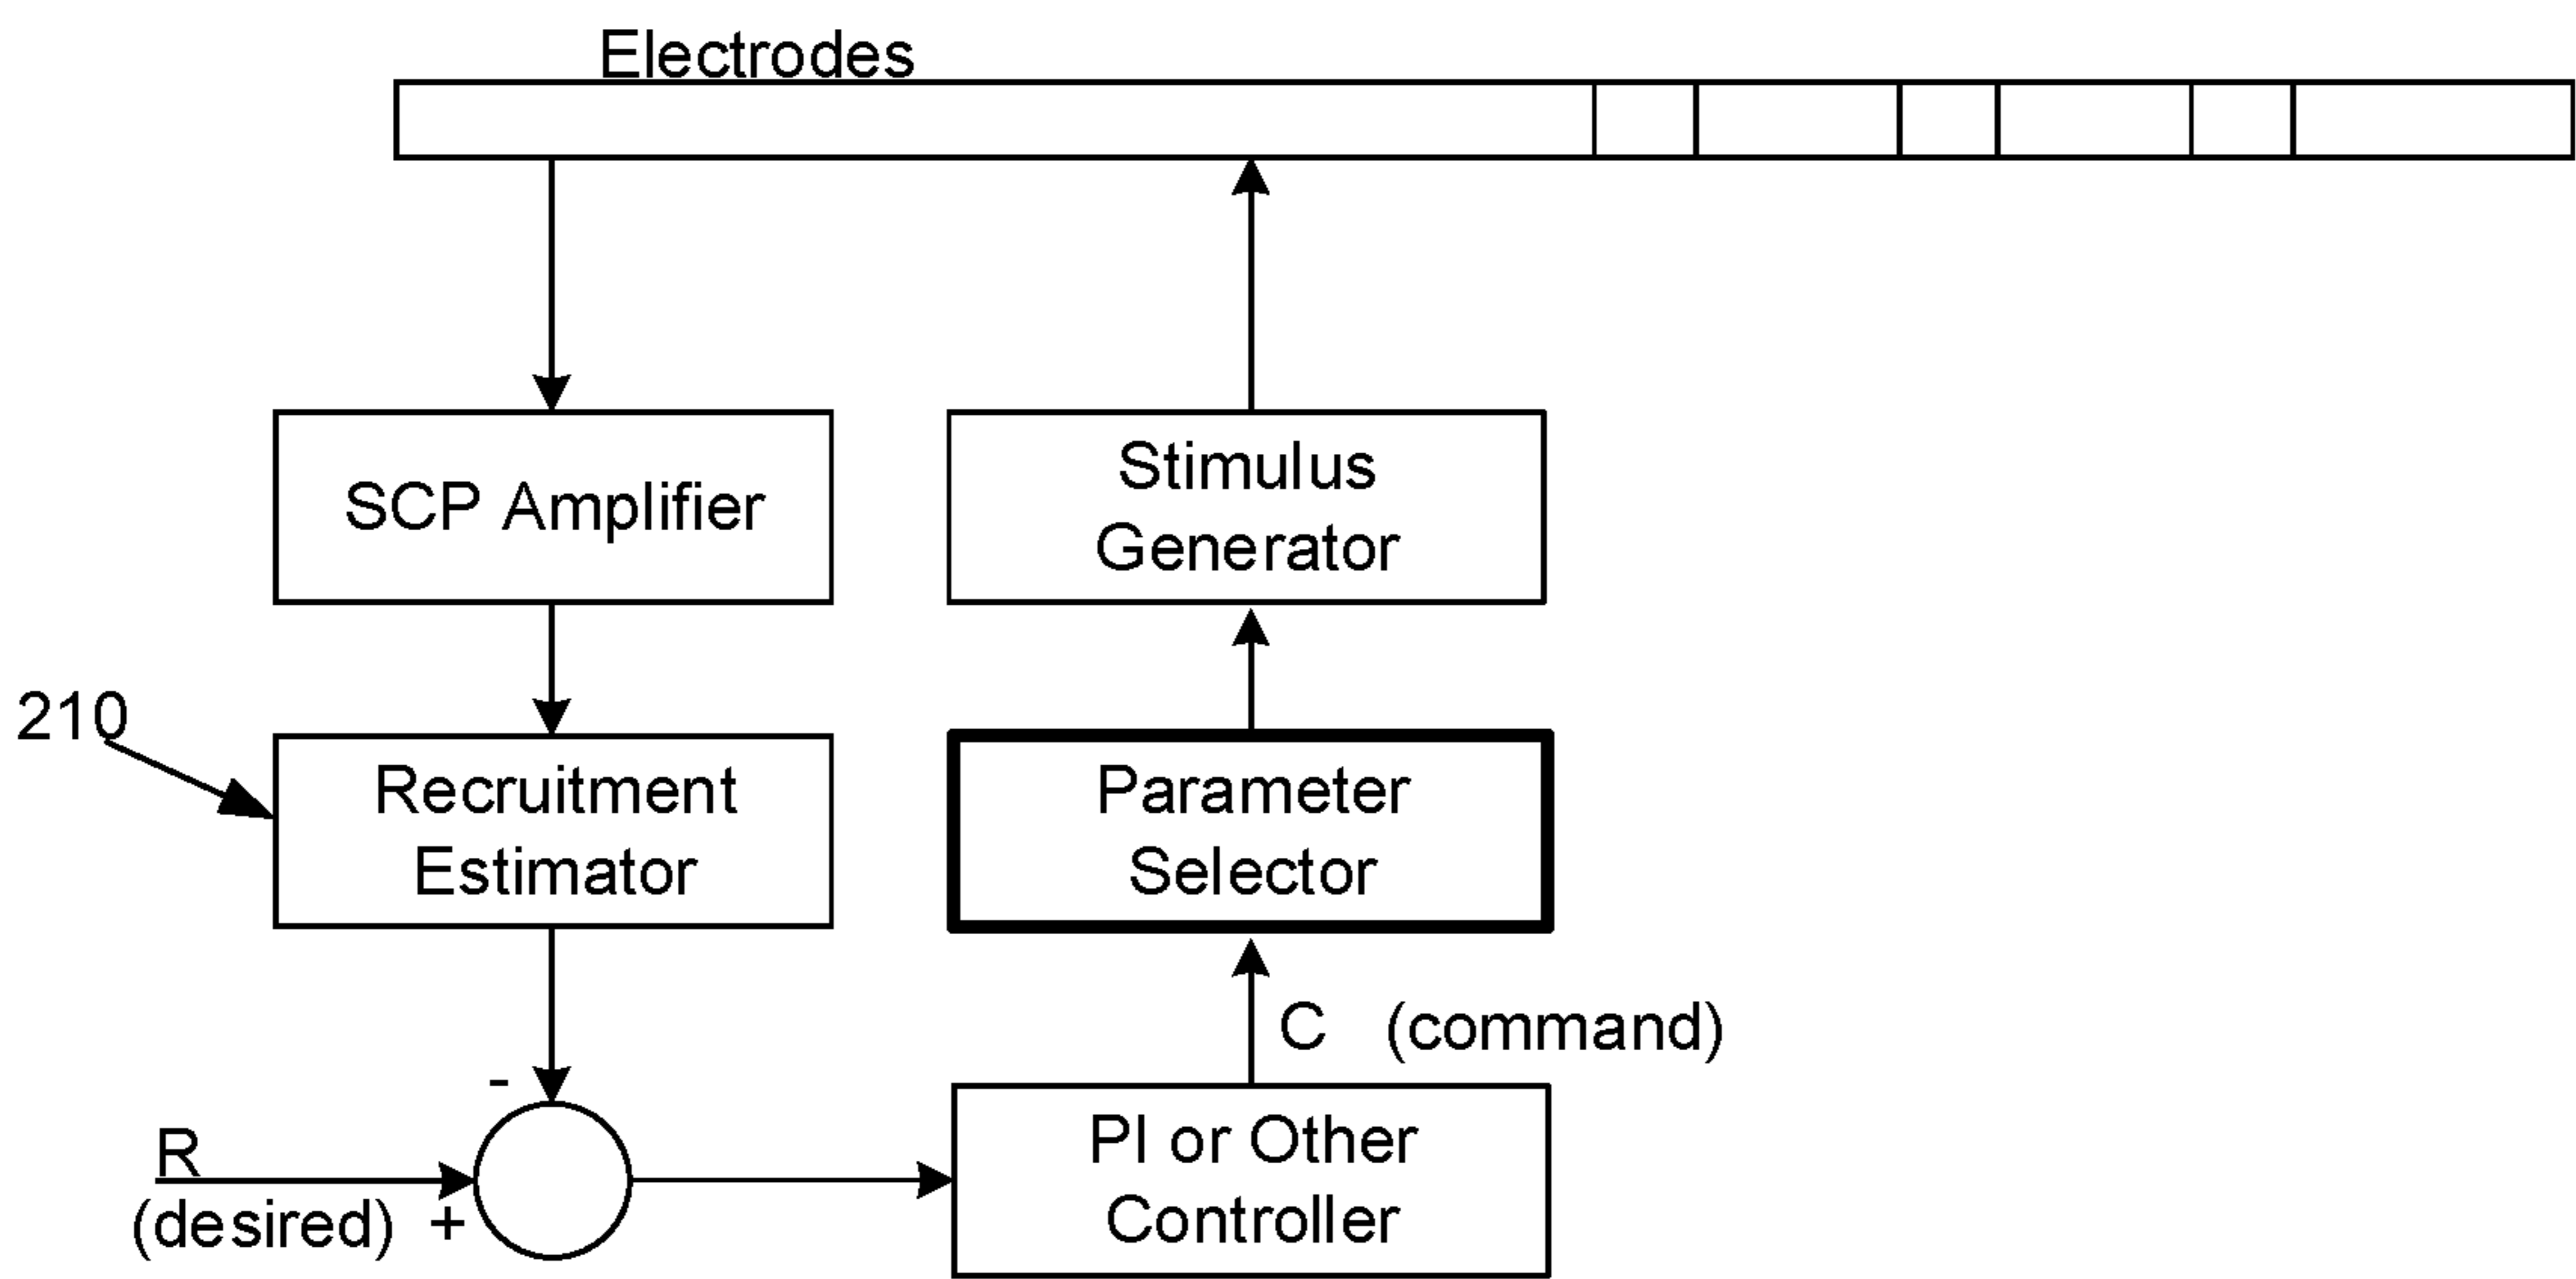 Electrodes
SCP Amplifier
Stimulus
Generator
210
Recruitment
Estimator
Parameter
Selector
C (command)
-
R
(desired) +
PI or Other
Controller